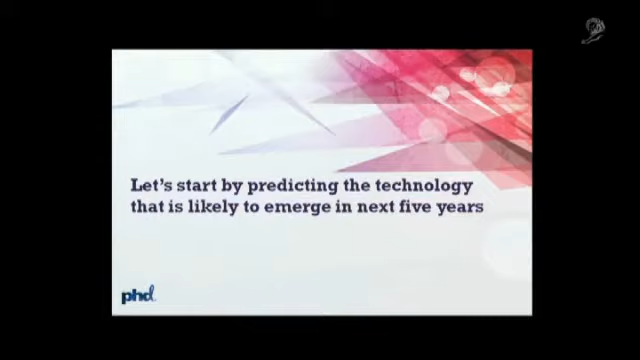 Let's start by predicting the technology
that is likely to emerge in next five years
phd